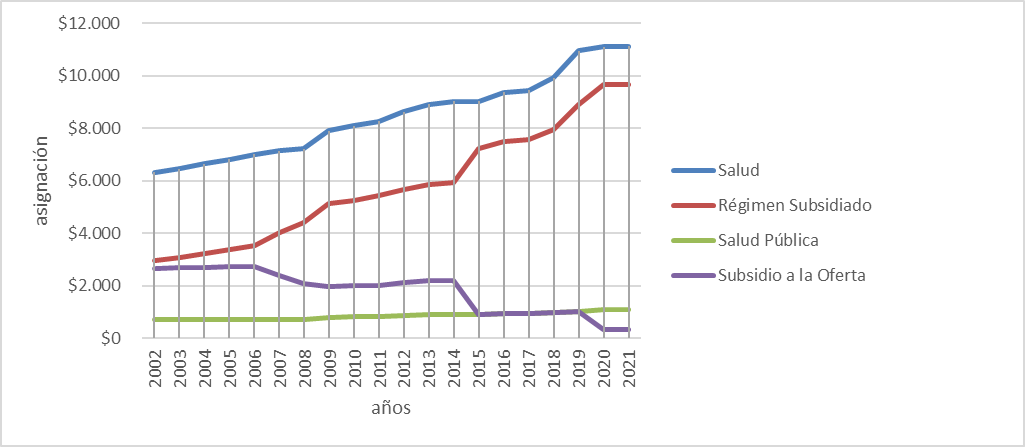 $12.000
$10.000
$8.000
$6.000
$4.000
$2.000
$0
asignación
2002 2003 2004 2005 2006 2007 2008 2009 2010 2011 2012 2013 2014 2015 2016 2017 2018 2019 2020 2021
años
Salud
Régimen Subsidiado
Salud Pública
Subsidio a la Oferta